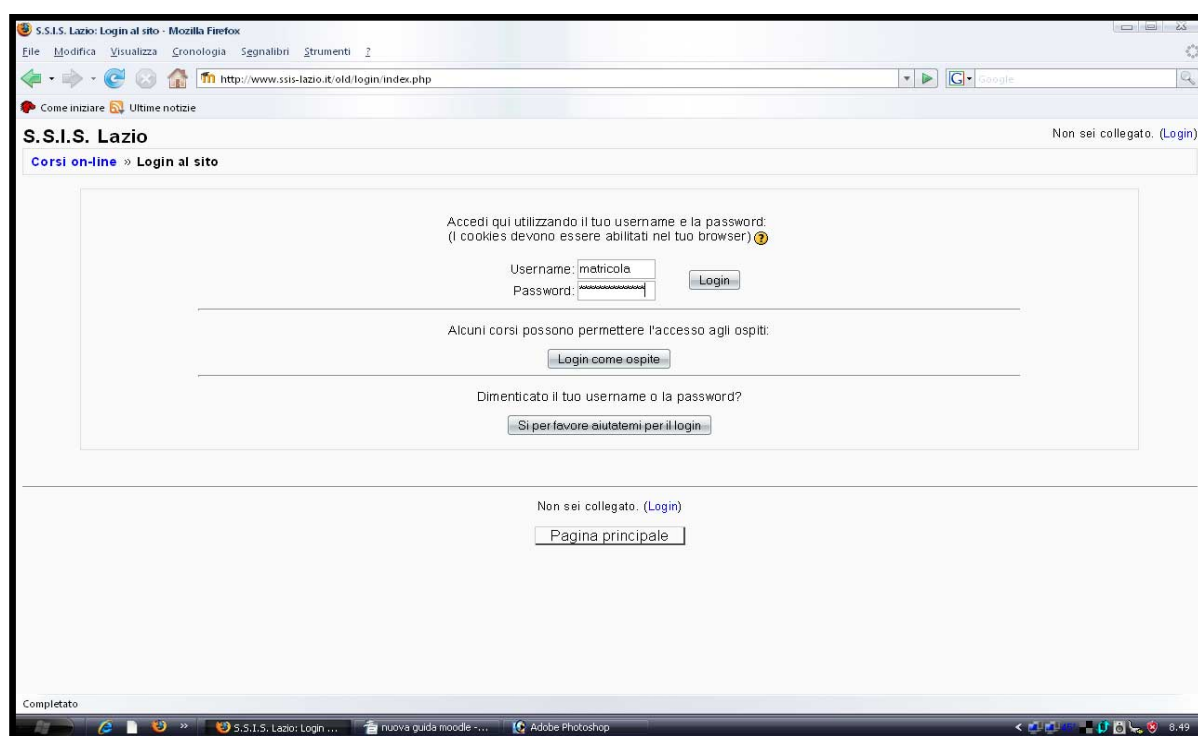 S.S.I.S. Lazio: Login al sito - Mozilla Firefox
File Modifica Visualizza Cronologia Segnalibri Strumenti ?
http://www.ssis-lazio.it/old/login/index.php
G Google
Come iniziare Ultime notizie
S.S.I.S. Lazio
Non sei collegato. (Login)
Corsi on-line » Login al sito
Accedi qui utilizzando il tuo username e la password:
(I cookies devono essere abilitati nel tuo browser) ?
Username: matricola
Login
Password: *************
Alcuni corsi possono permettere l'accesso agli ospiti:
Login come ospite
Dimenticato il tuo username o la password?
Si per favore aiutatemi per il login
Non sei collegato. (Login)
Pagina principale
Completato
» S.S.I.S. Lazio: Login ... nuova guida moodle -... Adobe Photoshop < 8.49